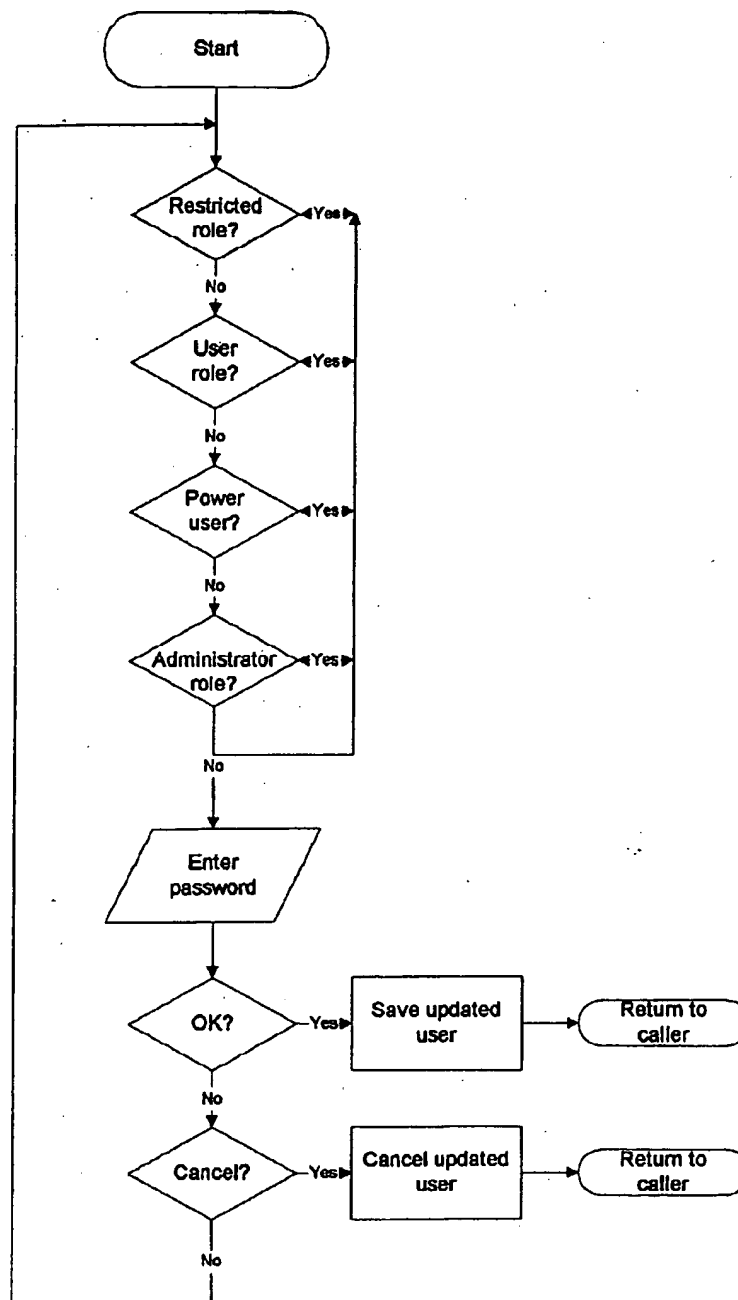 Start
Restricted
role?
Yes
No
User
role?
Yes
No
Power
user?
Yes
No
Administrator
role?
Yes
No
Enter
password
OK?
Yes
Save updated
user
Return to
caller
No
Cancel?
Yes
Cancel updated
user
Return to
caller
No